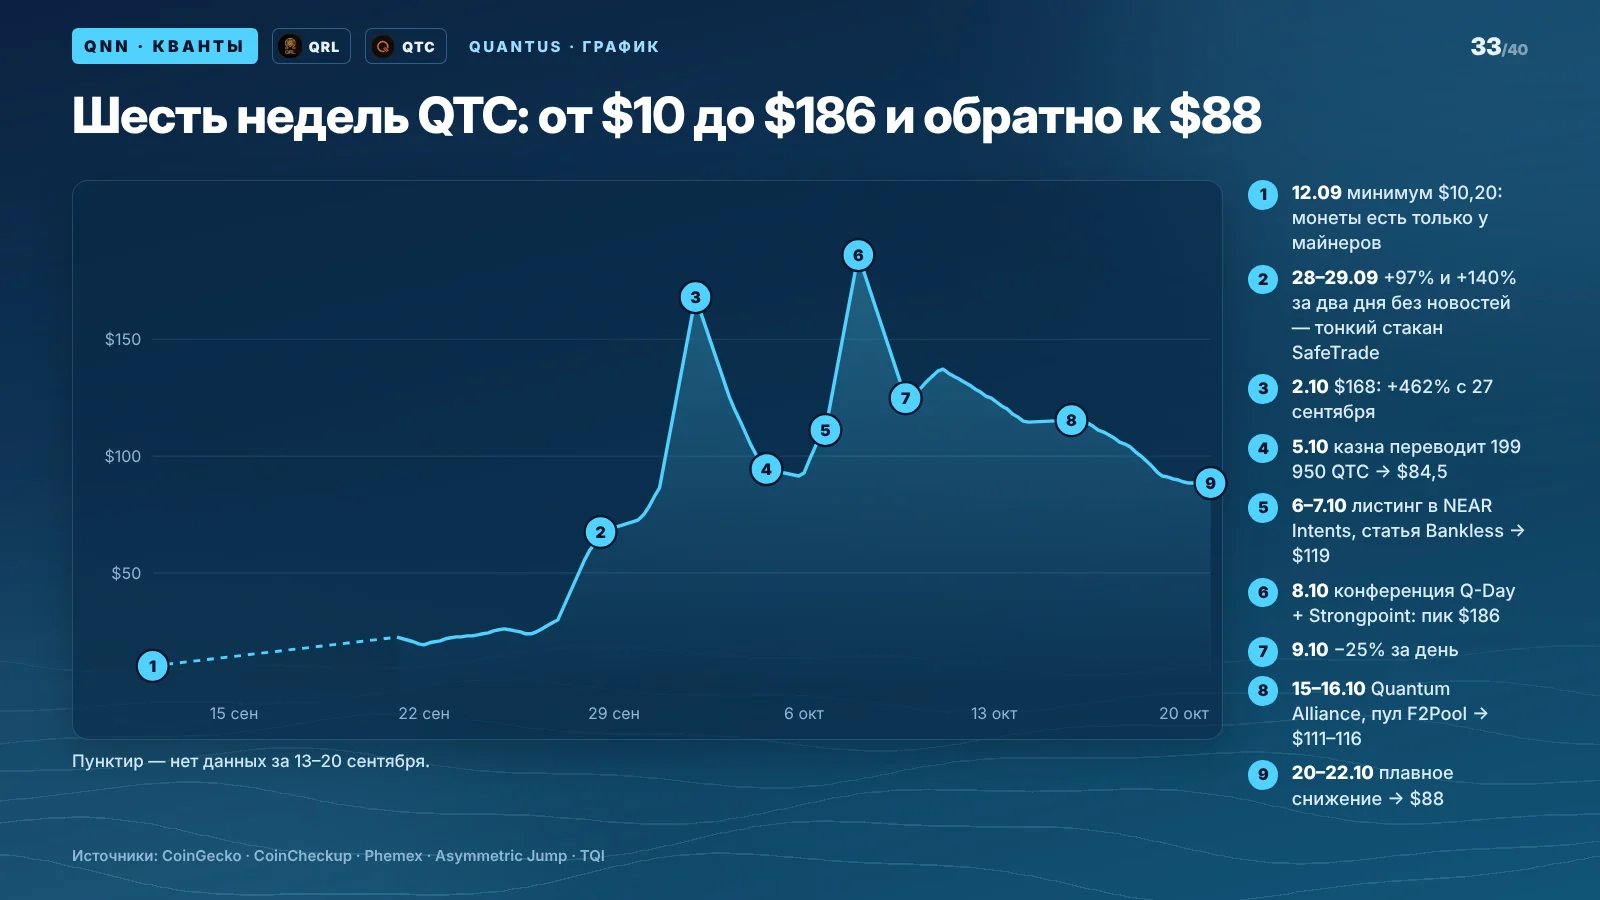 QNN · КВАНТЫ
QRL
QTC
QUANTUS · ГРАФИК
33/40
Шесть недель QTC: от $10 до $186 и обратно к $88
$150
$100
$50
1
2
3
4
5
6
7
8
9
15 сен
22 сен
29 сен
6 окт
13 окт
20 окт
Пунктир — нет данных за 13–20 сентября.
1 12.09 минимум $10,20:
монеты есть только у
майнеров
2 28–29.09 +97% и +140%
за два дня без новостей
— тонкий стакан
SafeTrade
3 2.10 $168: +462% с 27
сентября
4 5.10 казна переводит 199
950 QTC → $84,5
5 6–7.10 листинг в NEAR
Intents, статья Bankless →
$119
6 8.10 конференция Q-Day
+ Strongpoint: пик $186
7 9.10 −25% за день
8 15–16.10 Quantum
Alliance, пул F2Pool →
$111–116
9 20–22.10 плавное
снижение → $88
Источники: CoinGecko · CoinCheckup · Phemex · Asymmetric Jump · TQI